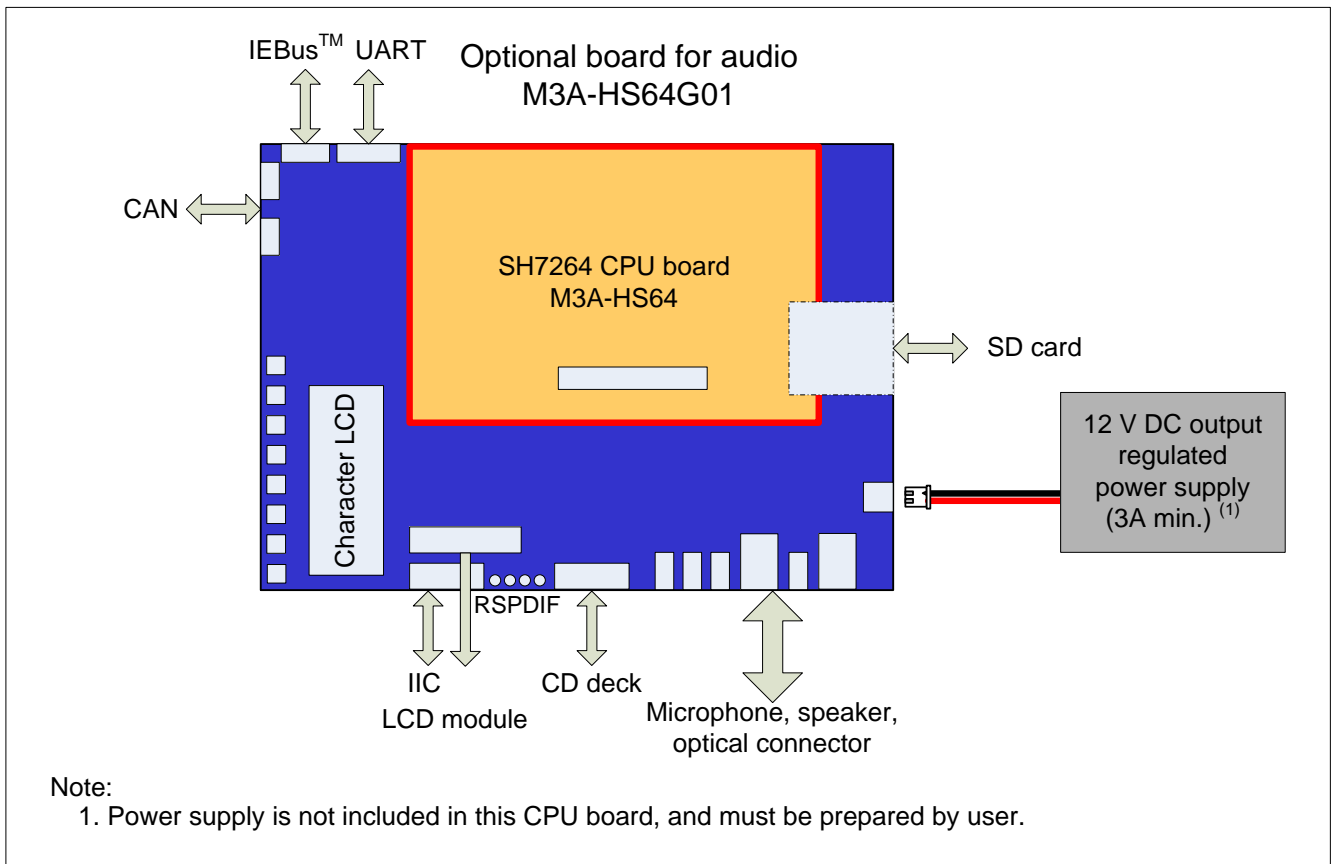 IEBus™ UART
Optional board for audio
M3A-HS64G01
CAN
SH7264 CPU board
M3A-HS64
SD card
Character LCD
12 V DC output
regulated
power supply
(3A min.) (1)
RSPDIF
IIC
CD deck
LCD module
Microphone, speaker,
optical connector
Note:
1. Power supply is not included in this CPU board, and must be prepared by user.